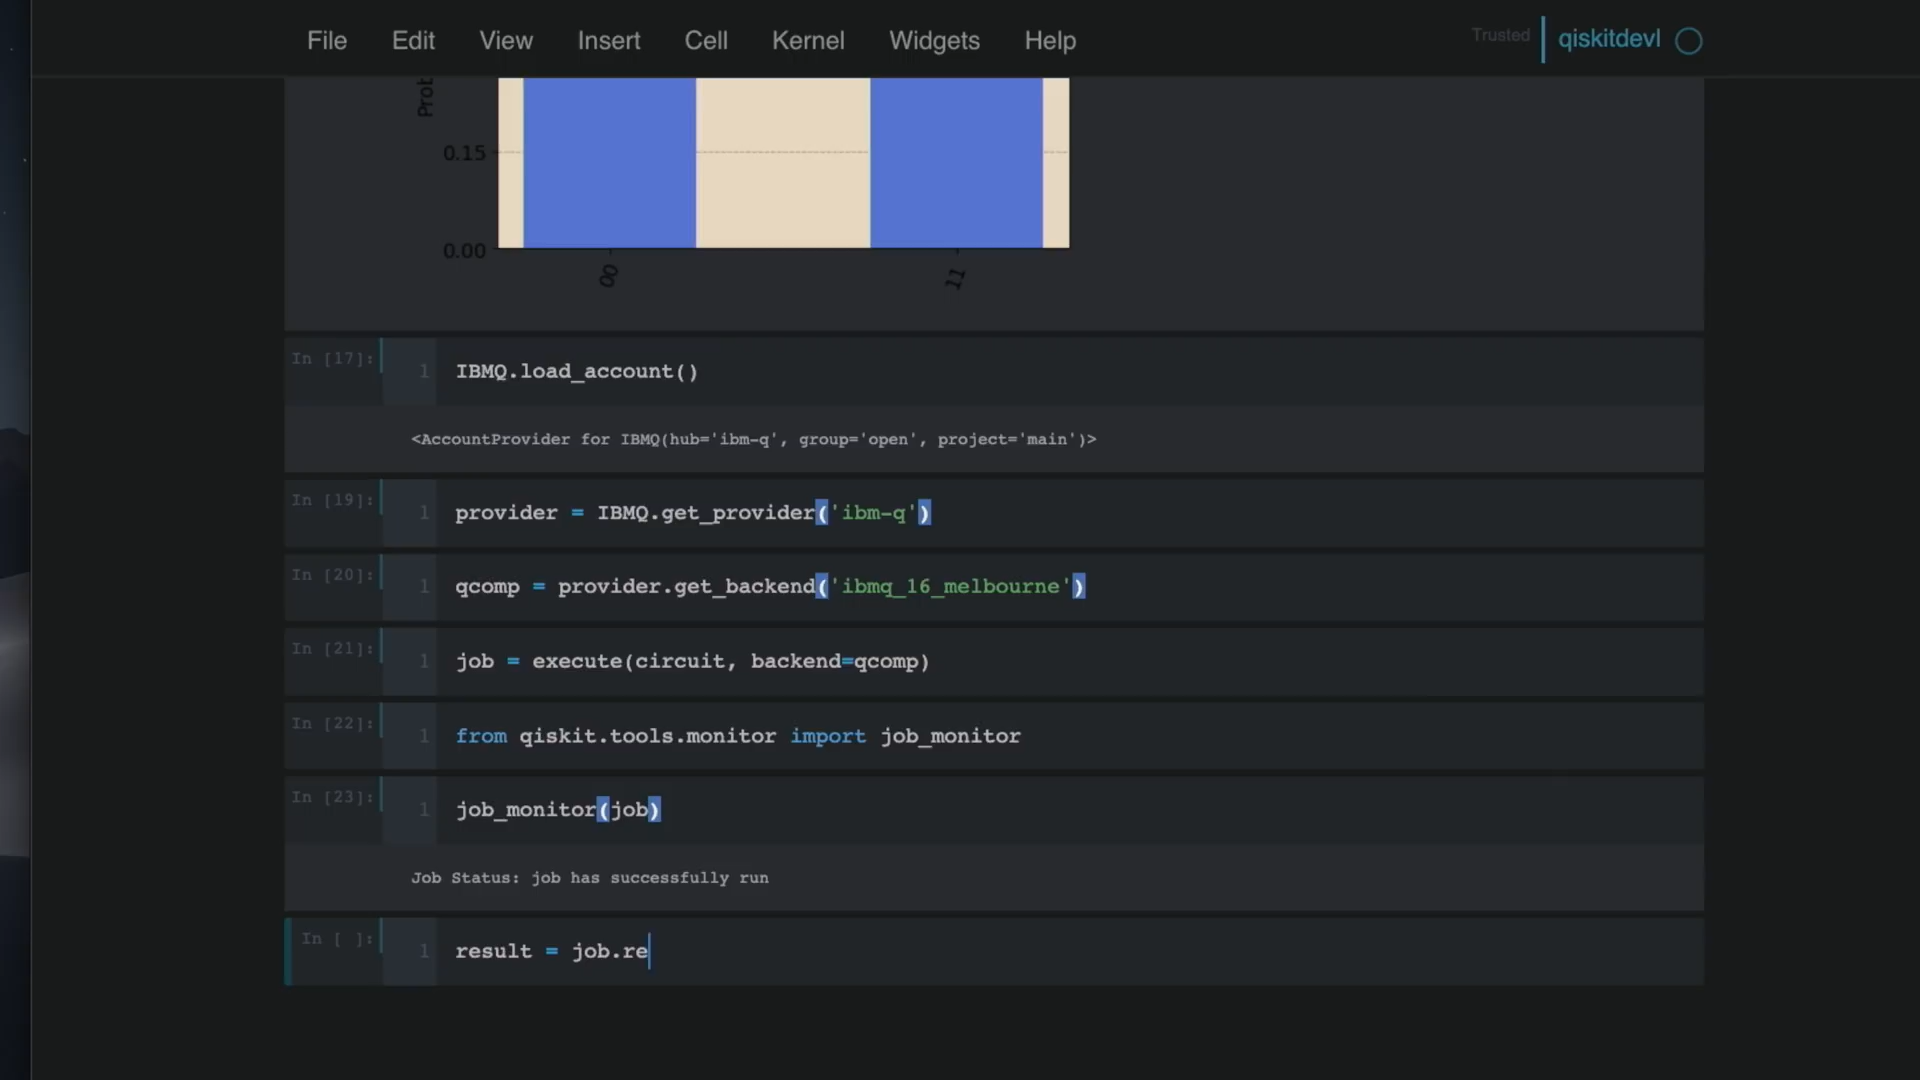 File Edit View Insert Cell Kernel Widgets Help Trusted qiskitdevl
Prob
0.15
0.00
00 11
In [17]: 1 IBMQ.load_account()
<AccountProvider for IBMQ(hub='ibm-q', group='open', project='main')>
In [19]: 1 provider = IBMQ.get_provider('ibm-q')
In [20]: 1 qcomp = provider.get_backend('ibmq_16_melbourne')
In [21]: 1 job = execute(circuit, backend=qcomp)
In [22]: 1 from qiskit.tools.monitor import job_monitor
In [23]: 1 job_monitor(job)
Job Status: job has successfully run
In [ ]: 1 result = job.re